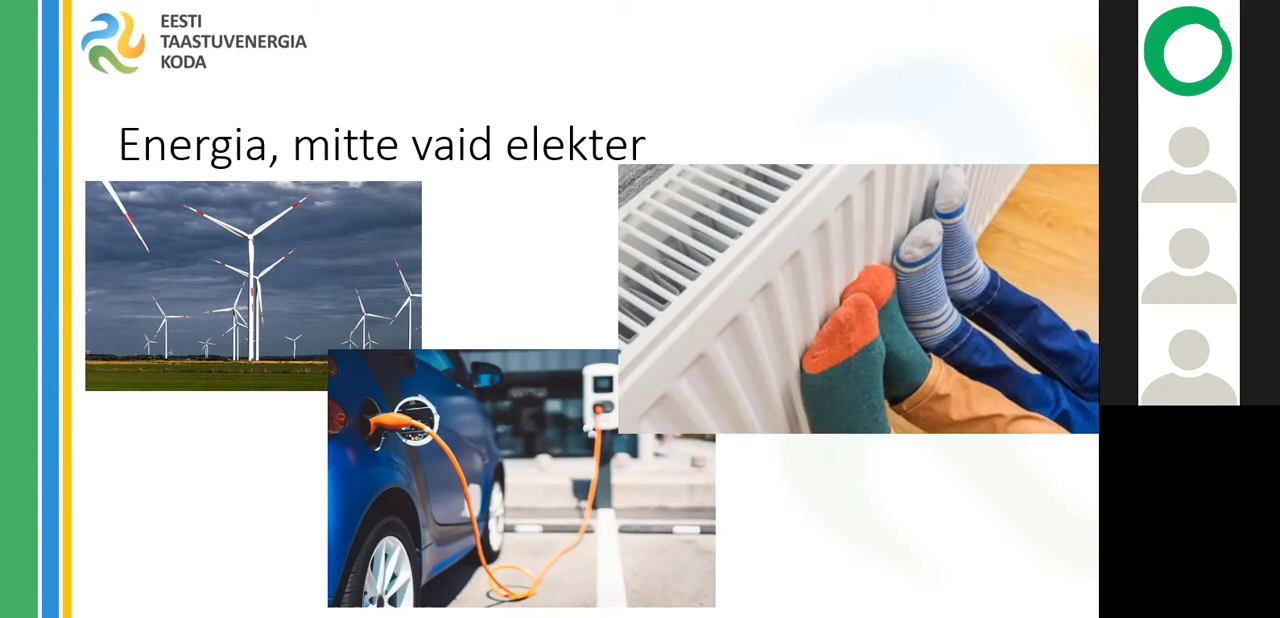 EESTI
TAASTUVENERGIA
KODA
Energia, mitte vaid elekter